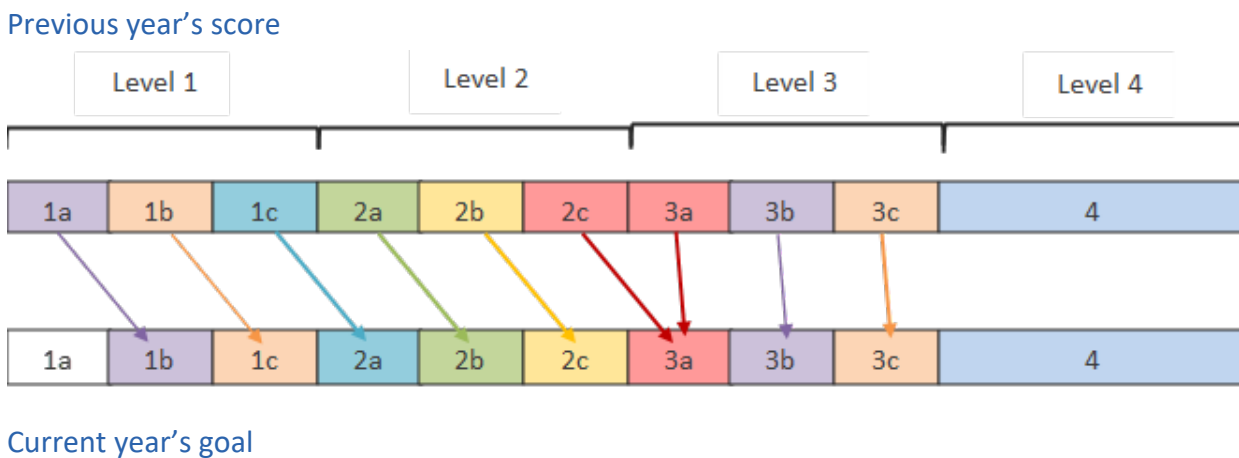 Previous year’s score
Level 1 Level 2 Level 3 Level 4
1a 1b 1c 2a 2b 2c 3a 3b 3c 4
1a 1b 1c 2a 2b 2c 3a 3b 3c 4
Current year’s goal